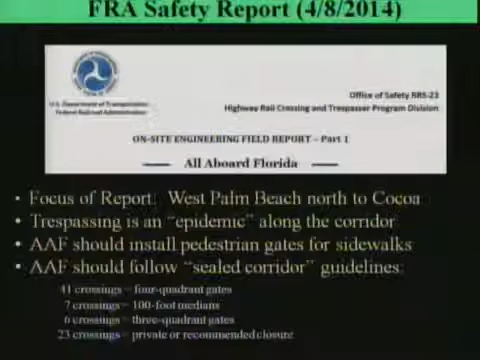 FRA Safety Report (4/8/2014)
U.S. Department of Transportation
Federal Railroad Administration
Office of Safety RRS-23
Highway Rail Crossing and Trespasser Program Division
ON-SITE ENGINEERING FIELD REPORT – Part 1
All Aboard Florida
• Focus of Report: West Palm Beach north to Cocoa
• Trespassing is an "epidemic" along the corridor
• AAF should install pedestrian gates for sidewalks
• AAF should follow "sealed corridor" guidelines:
41 crossings = four-quadrant gates
7 crossings = 100-foot medians
6 crossings = three-quadrant gates
23 crossings = private or recommended closure